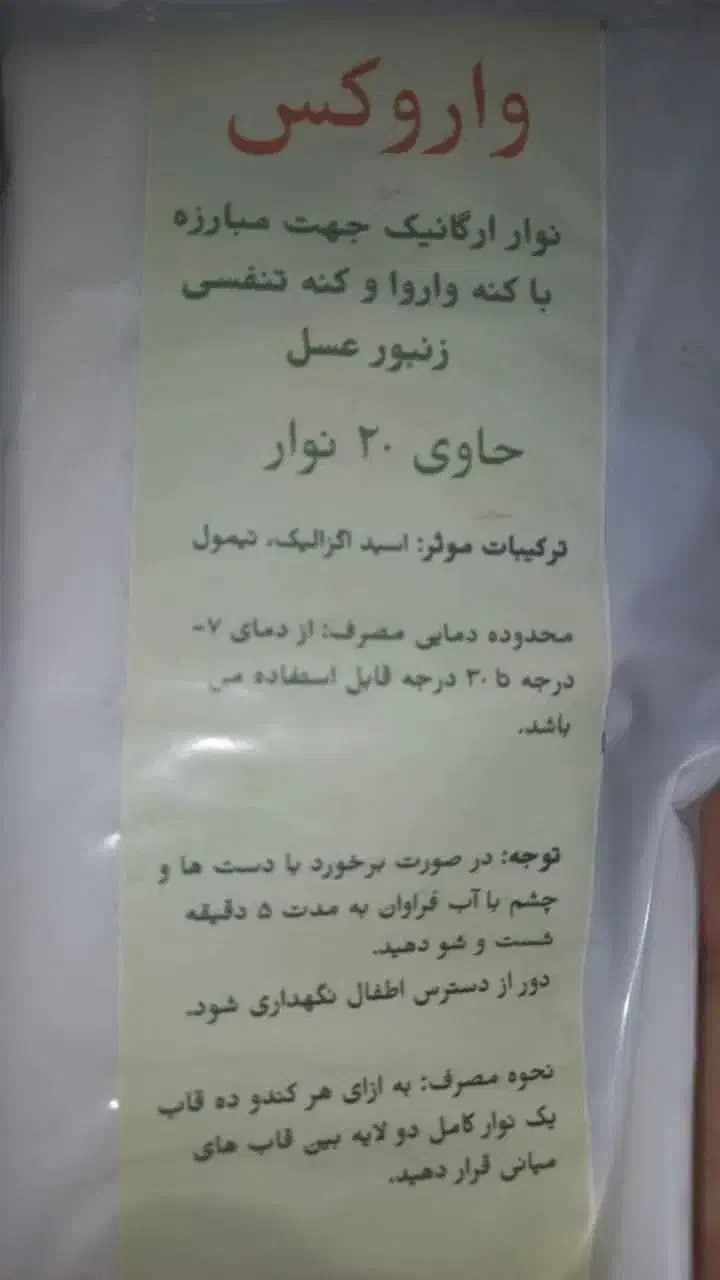 واروکس
نوار ارگانیک جهت مبارزه
با کنه واروا و کنه تنفسی
زنبور عسل
حاوی ۲۰ نوار
ترکیبات موثر: اسید اگزالیک، تیمول
محدوده دمایی مصرف: از دمای ۷-
درجه تا ۳۰ درجه قابل استفاده می
باشد.
توجه: در صورت برخورد با دست ها و
چشم با آب فراوان به مدت ۵ دقیقه
شست و شو دهید.
دور از دسترس اطفال نگهداری شود.
نحوه مصرف: به ازای هر کندو ده قاب
یک نوار کامل دو لایه بین قاب های
میانی قرار دهید.